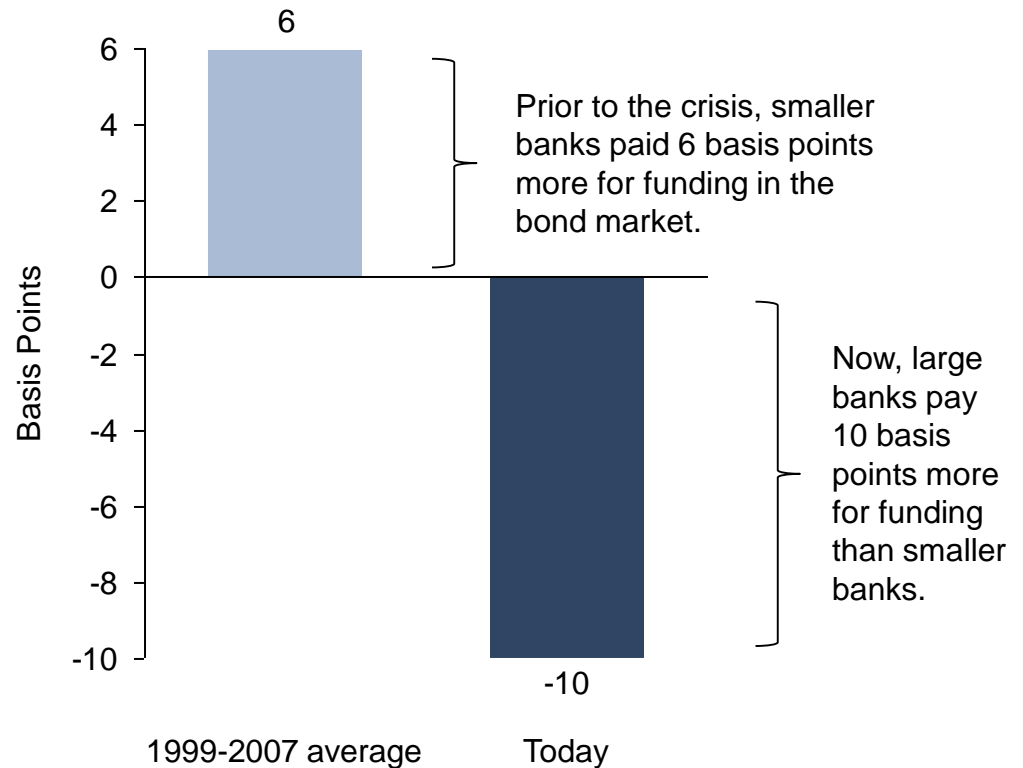 6
6
4
2
0
-2
-4
-6
-8
-10
Basis Points
Prior to the crisis, smaller
banks paid 6 basis points
more for funding in the
bond market.
Now, large
banks pay
10 basis
points more
for funding
than smaller
banks.
-10
1999-2007 average
Today